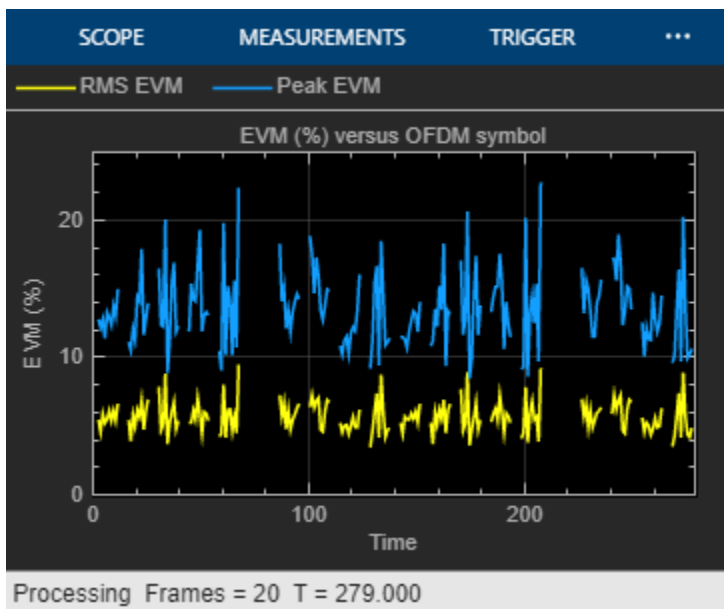 SCOPE MEASUREMENTS TRIGGER ...
RMS EVM Peak EVM
EVM (%) versus OFDM symbol
20
10
0
EVM (%)
0 100 200
Time
Processing Frames = 20 T = 279.000